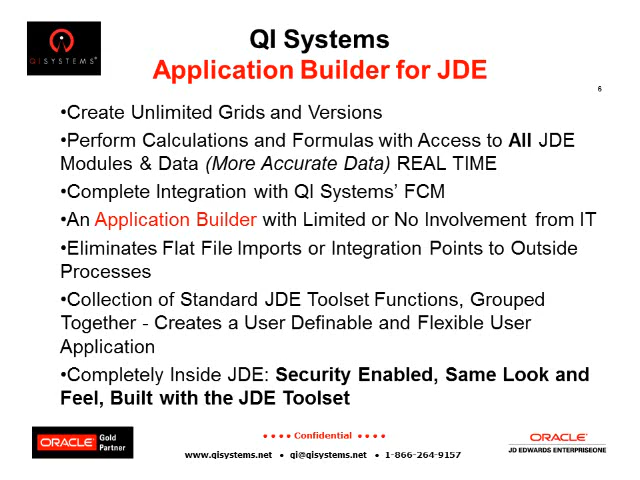 QI SYSTEMS®
QI Systems
Application Builder for JDE
6
•Create Unlimited Grids and Versions
•Perform Calculations and Formulas with Access to All JDE
Modules & Data (More Accurate Data) REAL TIME
•Complete Integration with QI Systems’ FCM
•An Application Builder with Limited or No Involvement from IT
•Eliminates Flat File Imports or Integration Points to Outside
Processes
•Collection of Standard JDE Toolset Functions, Grouped
Together - Creates a User Definable and Flexible User
Application
•Completely Inside JDE: Security Enabled, Same Look and
Feel, Built with the JDE Toolset
ORACLE Gold
Partner
• • • • Confidential • • • •
www.qisystems.net • qi@qisystems.net • 1-866-264-9157
ORACLE
JD EDWARDS ENTERPRISEONE